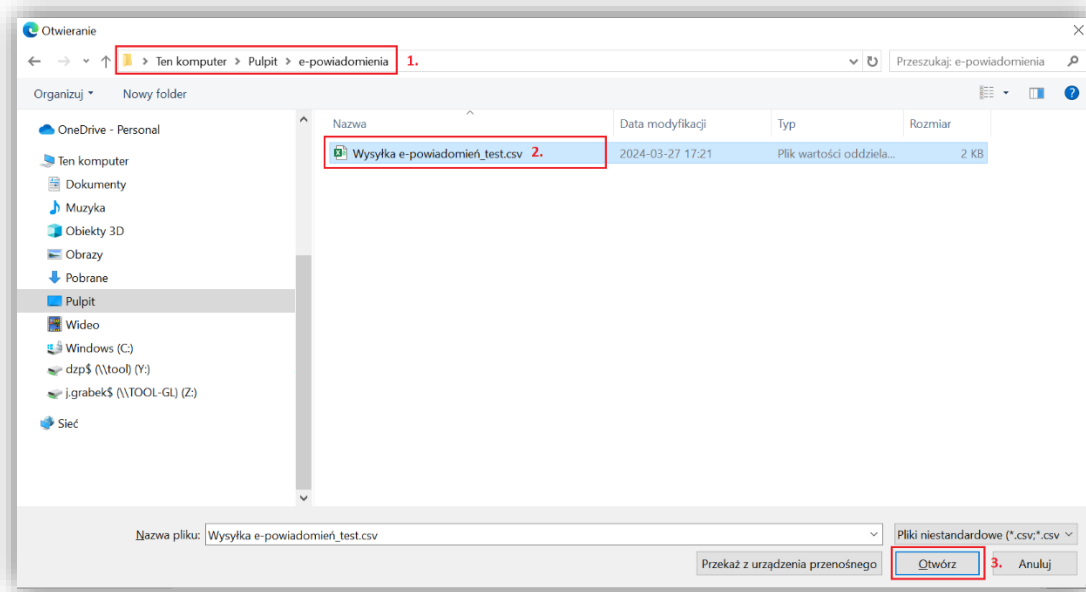 Otwieranie
Ten komputer > Pulpit > e-powiadomienia 1. Przeszukaj: e-powiadomienia
Organizuj Nowy folder
OneDrive - Personal
Ten komputer
Dokumenty
Muzyka
Obiekty 3D
Obrazy
Pobrane
Pulpit
Wideo
Windows (C:)
dzp$ (\\tool) (Y:)
j.grabek$ (\\TOOL-GL) (Z:)
Sieć
Nazwa Data modyfikacji Typ Rozmiar
Wysyłka e-powiadomień_test.csv 2. 2024-03-27 17:21 Plik wartości oddziela... 2 KB
Nazwa pliku: Wysyłka e-powiadomień_test.csv Pliki niestandardowe (*.csv;*.csv
Przekaż z urządzenia przenośnego Otwórz 3. Anuluj